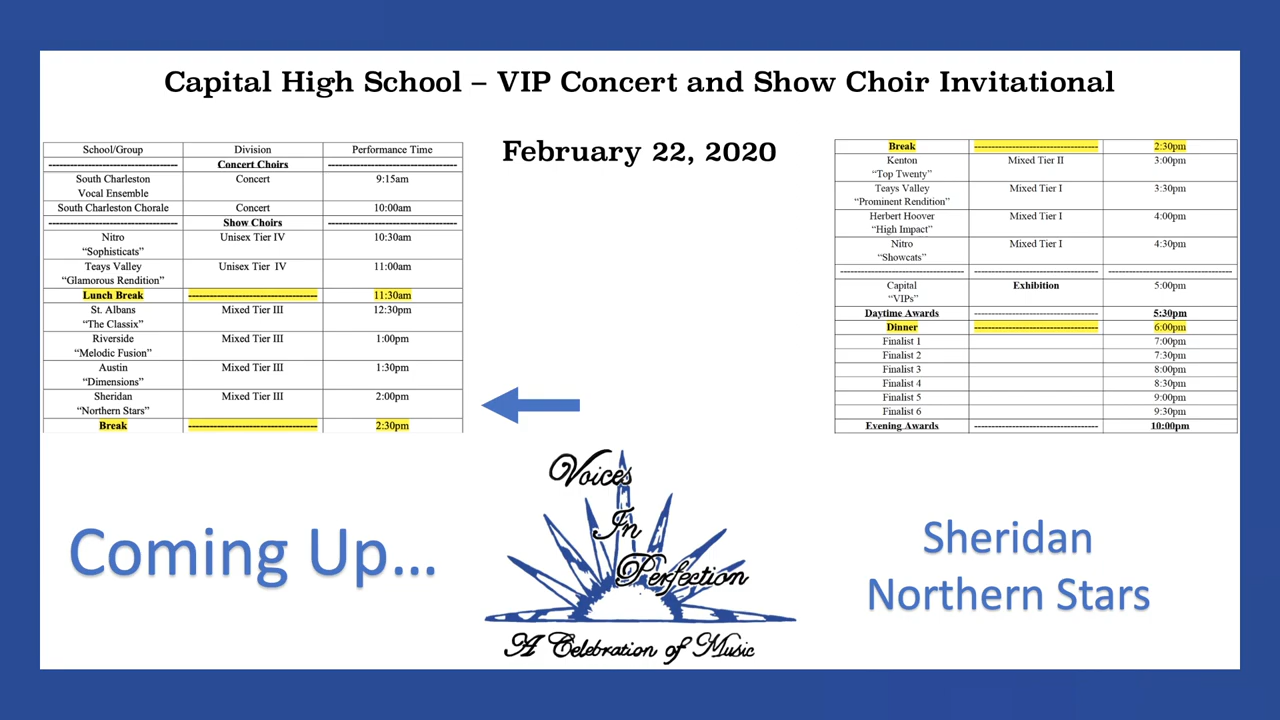 Capital High School – VIP Concert and Show Choir Invitational
February 22, 2020
School/Group Division Performance Time
------------------------------------ Concert Choirs ------------------------------------
South Charleston Concert 9:15am
Vocal Ensemble
South Charleston Chorale Concert 10:00am
------------------------------------ Show Choirs ------------------------------------
Nitro Unisex Tier IV 10:30am
“Sophisticats”
Teays Valley Unisex Tier IV 11:00am
“Glamorous Rendition”
Lunch Break ------------------------------------ 11:30am
St. Albans Mixed Tier III 12:30pm
“The Classix”
Riverside Mixed Tier III 1:00pm
“Melodic Fusion”
Austin Mixed Tier III 1:30pm
“Dimensions”
Sheridan Mixed Tier III 2:00pm
“Northern Stars”
Break ------------------------------------ 2:30pm
Break ------------------------------------ 2:30pm
Kenton Mixed Tier II 3:00pm
“Top Twenty”
Teays Valley Mixed Tier I 3:30pm
“Prominent Rendition”
Herbert Hoover Mixed Tier I 4:00pm
“High Impact”
Nitro Mixed Tier I 4:30pm
“Showcats”
------------------------------------ ------------------------------------ ------------------------------------
Capital Exhibition 5:00pm
“VIPs”
Daytime Awards ------------------------------------ 5:30pm
Dinner ------------------------------------ 6:00pm
Finalist 1 7:00pm
Finalist 2 7:30pm
Finalist 3 8:00pm
Finalist 4 8:30pm
Finalist 5 9:00pm
Finalist 6 9:30pm
Evening Awards ------------------------------------ 10:00pm
Coming Up...
Voices
In
Perfection
A Celebration of Music
Sheridan
Northern Stars